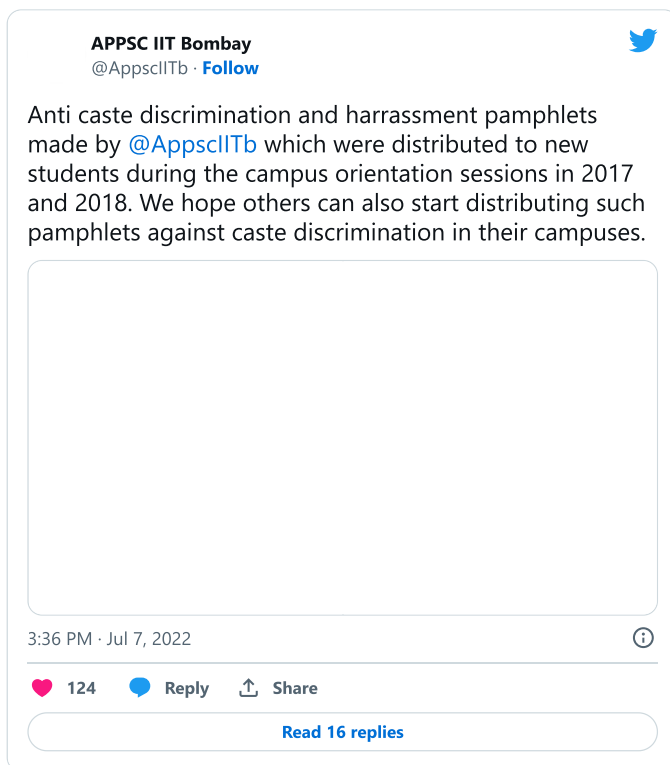 APPSC IIT Bombay
@AppscIITb · Follow
Anti caste discrimination and harrassment pamphlets
made by @AppscIITb which were distributed to new
students during the campus orientation sessions in 2017
and 2018. We hope others can also start distributing such
pamphlets against caste discrimination in their campuses.
3:36 PM · Jul 7, 2022
124 Reply Share
Read 16 replies